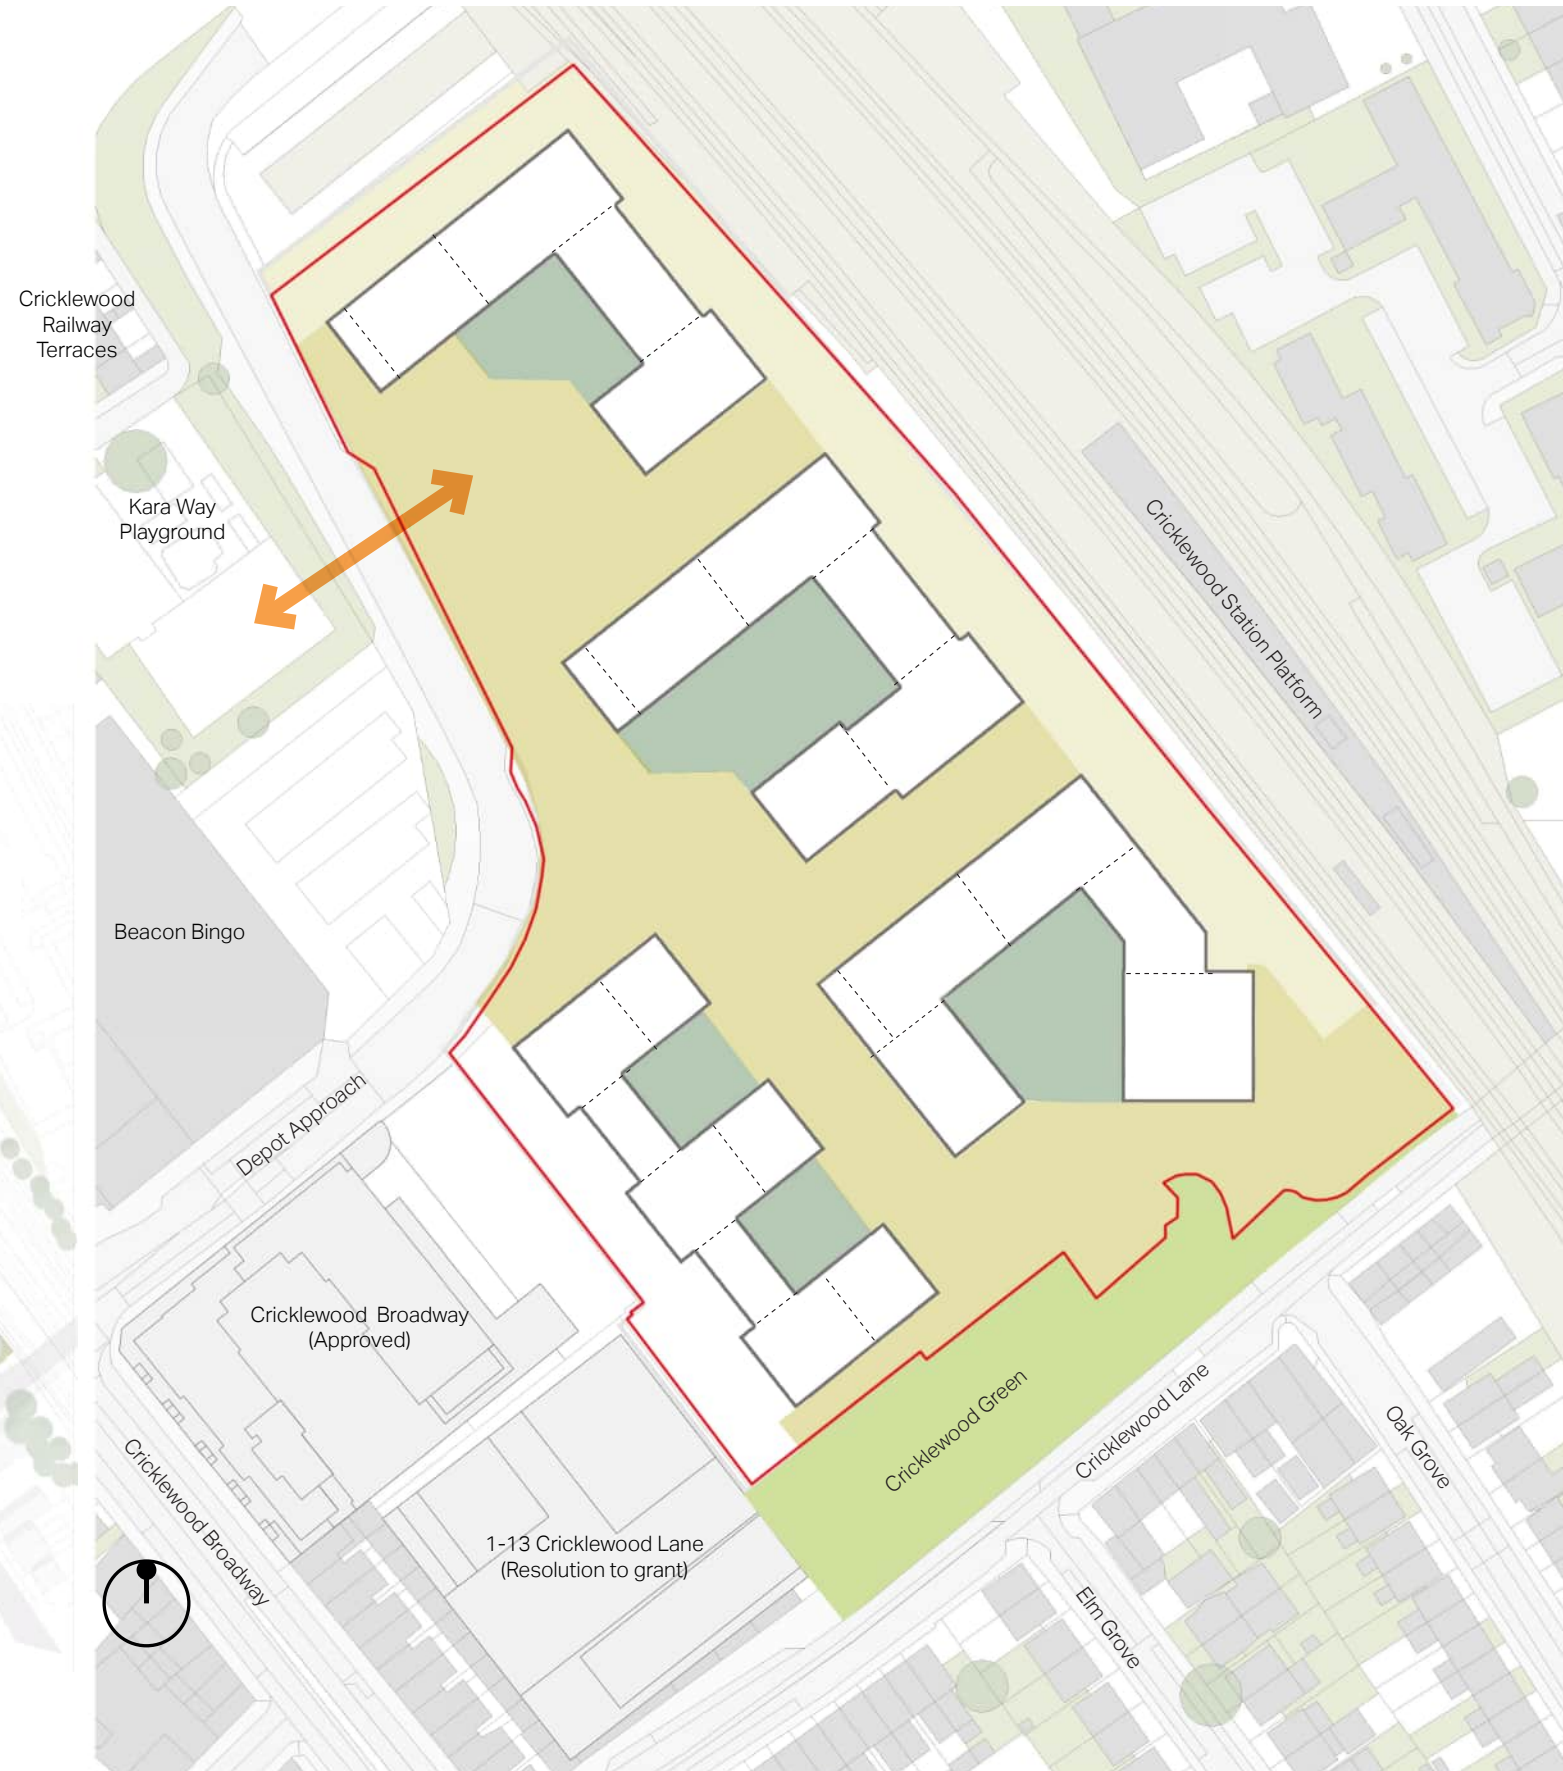 Cricklewood
Railway
Terraces
Kara Way
Playground
Cricklewood Station Platform
Beacon Bingo
Depot Approach
Cricklewood  Broadway
(Approved)
Cricklewood Green
Cricklewood Lane
Oak Grove
Cricklewood Broadway
1-13 Cricklewood Lane
(Resolution to grant)
Elm Grove